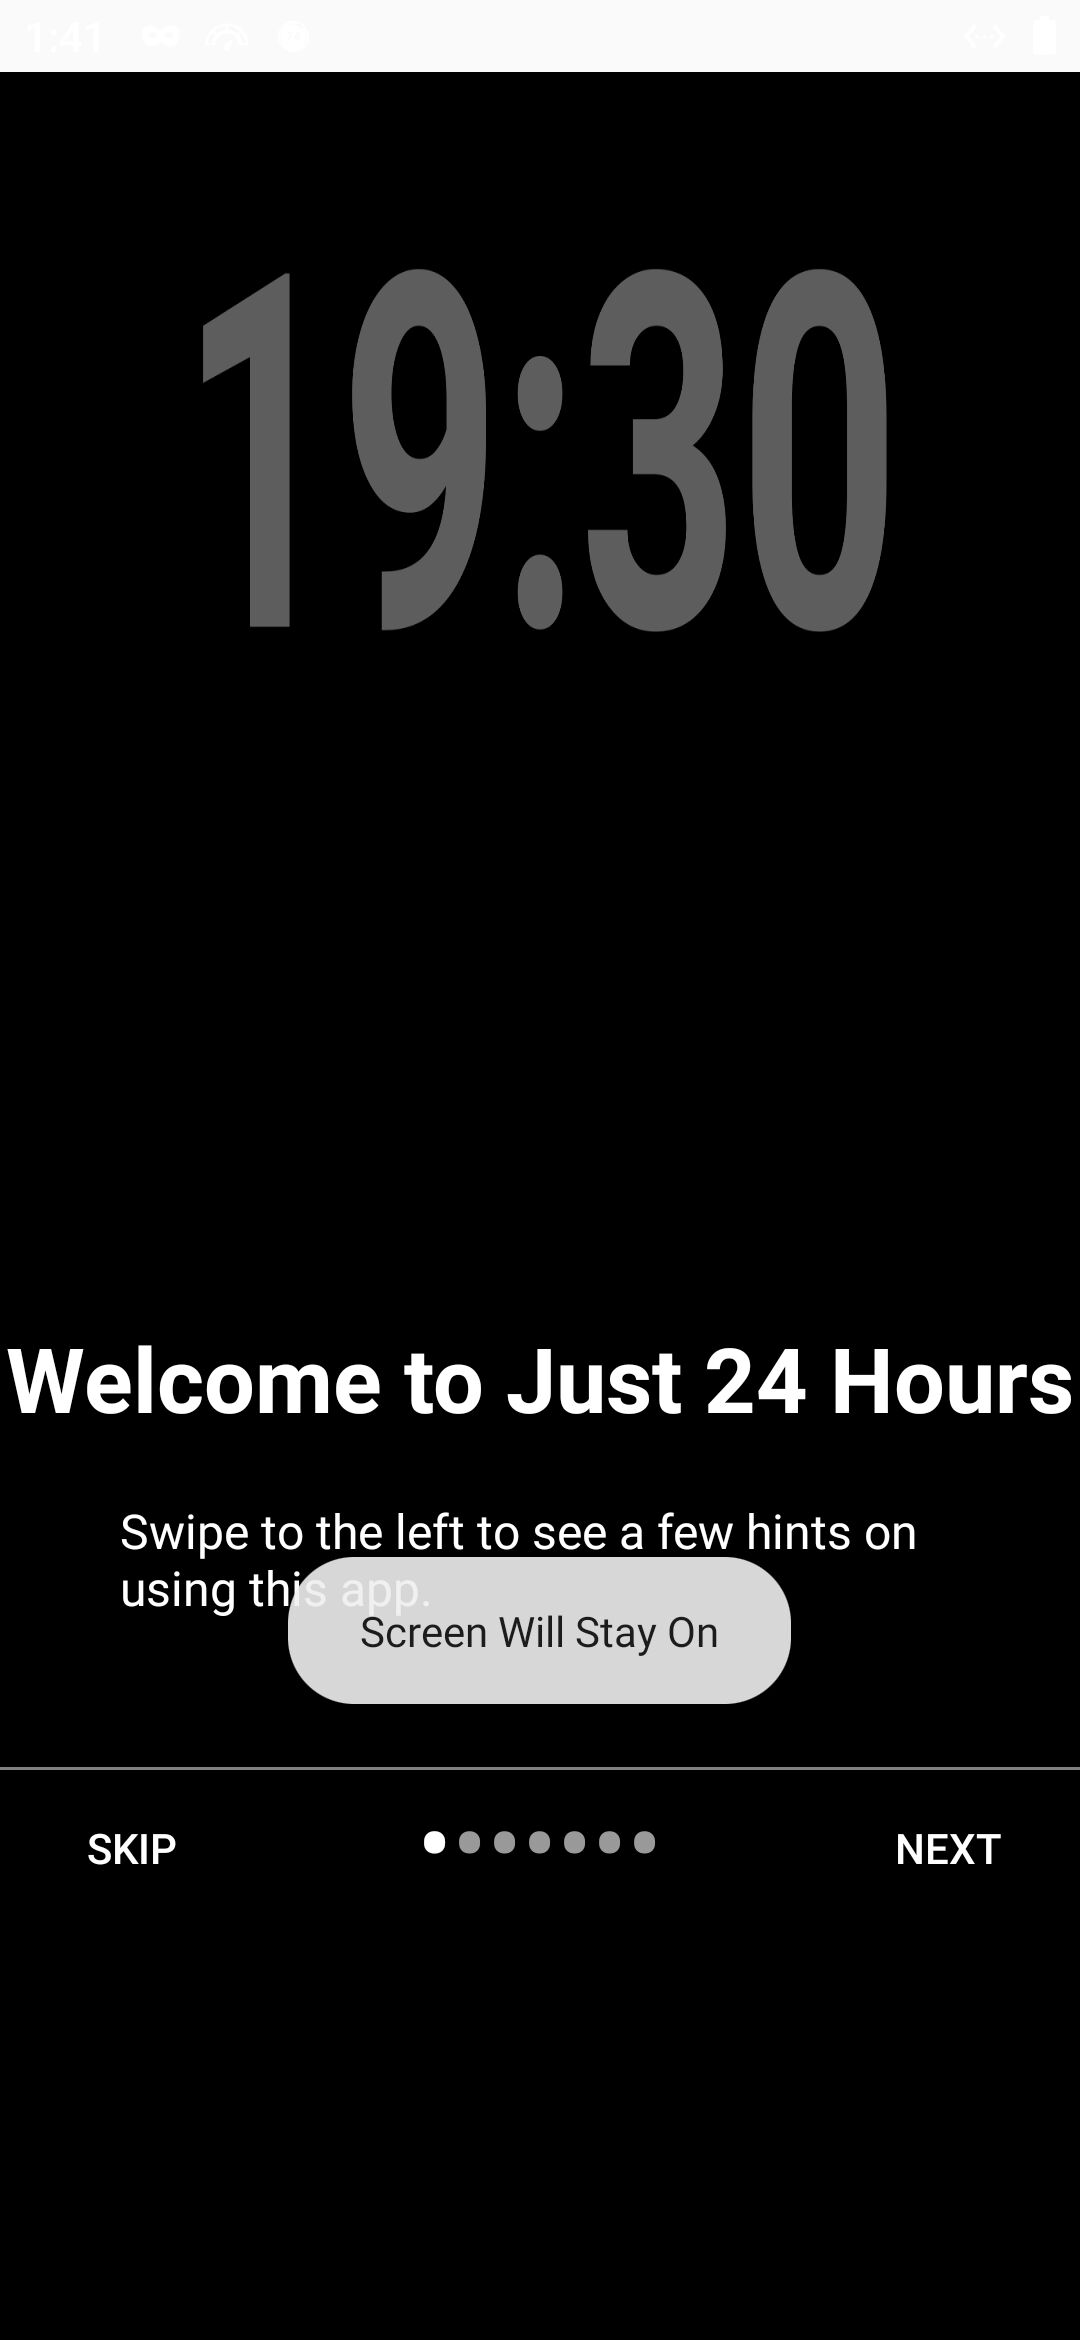 1:41
19:30
Welcome to Just 24 Hours
Swipe to the left to see a few hints on
using this app.
Screen Will Stay On
SKIP
NEXT